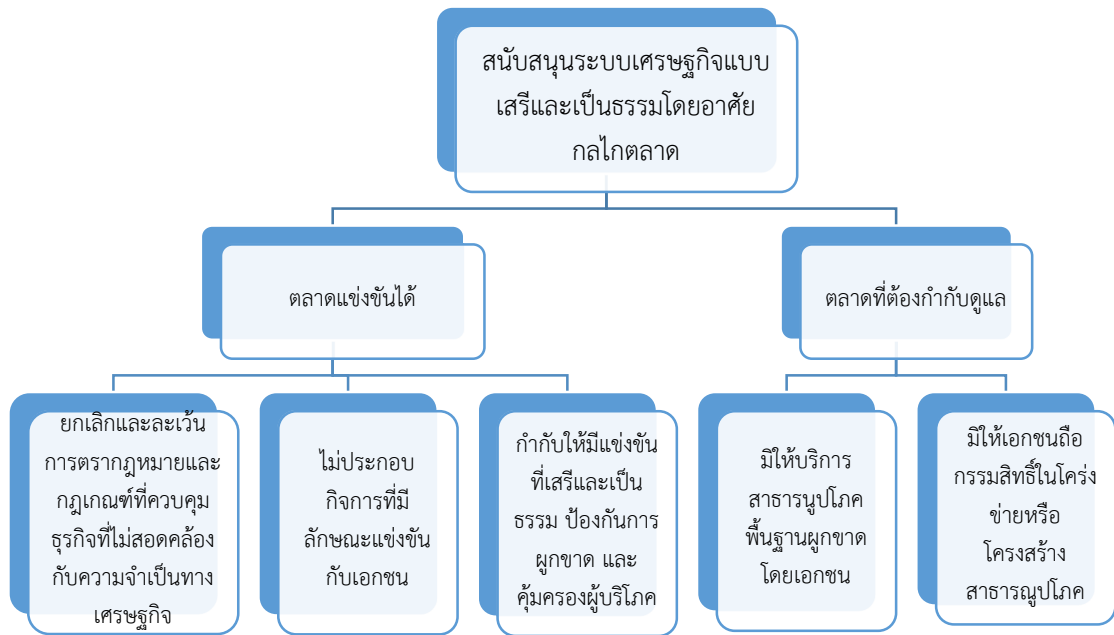 สนับสนุนระบบเศรษฐกิจแบบ
เสรีและเป็นธรรมโดยอาศัย
กลไกตลาด
ตลาดแข่งขันได้
ตลาดที่ต้องกำกับดูแล
ยกเลิกและละเว้น
การตรากฎหมายและ
กฎเกณฑ์ที่ควบคุม
ธุรกิจที่ไม่สอดคล้อง
กับความจำเป็นทาง
เศรษฐกิจ
ไม่ประกอบ
กิจการที่มี
ลักษณะแข่งขัน
กับเอกชน
กำกับให้มีแข่งขัน
ที่เสรีและเป็น
ธรรม ป้องกันการ
ผูกขาด และ
คุ้มครองผู้บริโภค
มิให้บริการ
สาธารนูปโภค
พื้นฐานผูกขาด
โดยเอกชน
มิให้เอกชนถือ
กรรมสิทธิ์ในโคร่ง
ข่ายหรือ
โครงสร้าง
สาธารณูปโภค